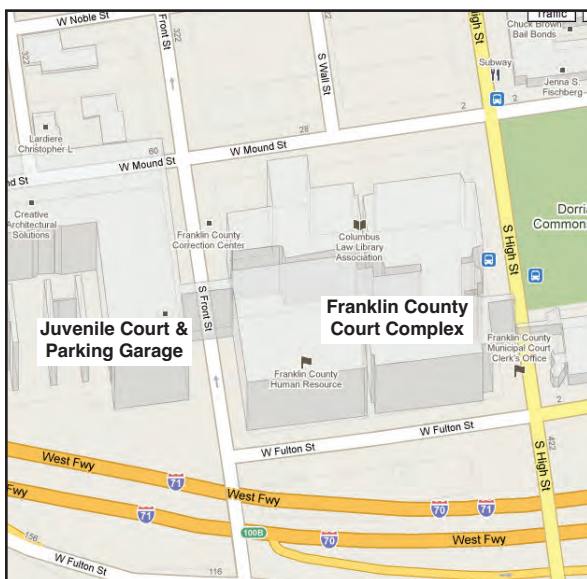 W Noble St
322
Front St
322
S High St
Traffic
Chuck Brown
Bail Bonds
Subway
Jenna S.
Fischberg
S Wall St
2
2
28
Lardiere
Christopher L
60
W Mound St
W Mound St
nd St
Creative
Architectural
Solutions
Franklin County
Correction Center
Columbus
Law Library
Association
Dorria
Common
S High St
S Front St
Juvenile Court &
Parking Garage
Franklin County
Court Complex
Franklin County
Municipal Court
Clerk's Office
Franklin County
Human Resource
2
W Fulton St
422
S High St
West Fwy
71
West Fwy
70
71
Fwy
71
100B
70
West Fwy
156
W Fulton St
116